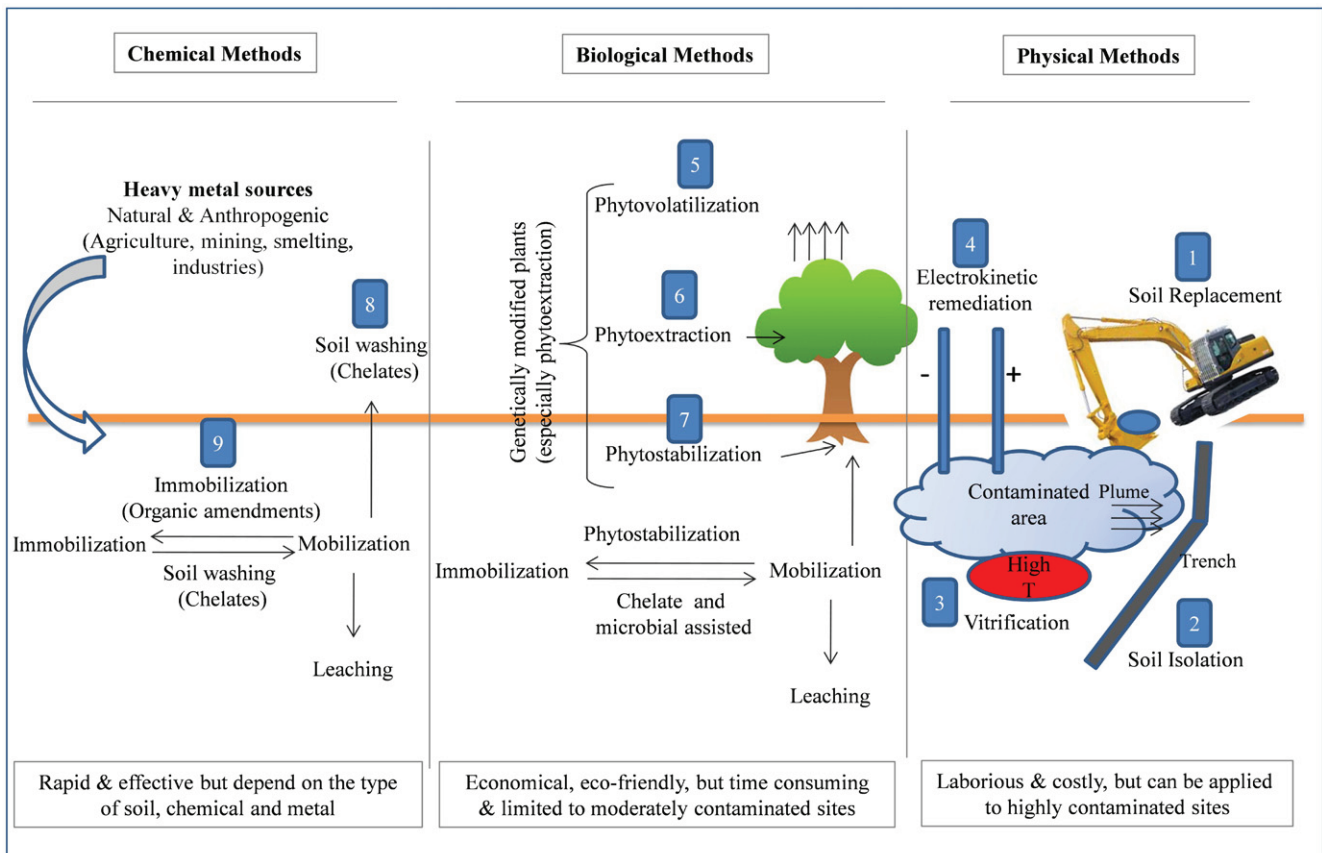 Chemical Methods
Heavy metal sources
Natural & Anthropogenic
(Agriculture, mining, smelting,
industries)
8
Soil washing
(Chelates)
9
Immobilization
(Organic amendments)
Immobilization
Mobilization
Soil washing
(Chelates)
Leaching
Rapid & effective but depend on the type
of soil, chemical and metal
Biological Methods
Genetically modified plants
(especially phytoextraction)
5
Phytovolatilization
6
Phytoextraction
7
Phytostabilization
Phytostabilization
Immobilization
Mobilization
Chelate and
microbial assisted
Leaching
Economical, eco-friendly, but time consuming
& limited to moderately contaminated sites
Physical Methods
4
Electrokinetic
remediation
-
+
1
Soil Replacement
Contaminated
area
Plume
High
T
3
Vitrification
Trench
2
Soil Isolation
Laborious & costly, but can be applied
to highly contaminated sites